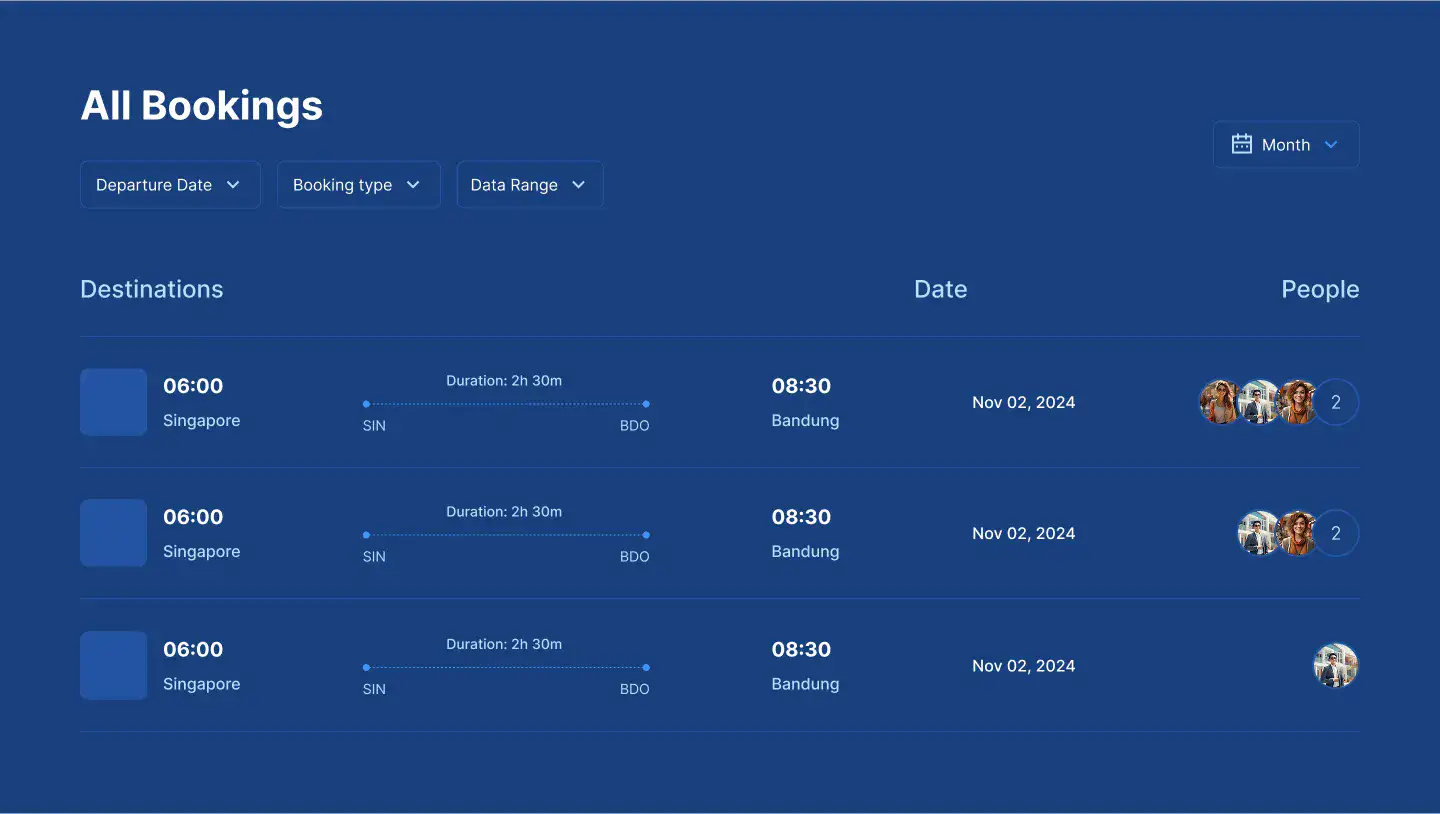 All Bookings
Month
Departure Date
Booking type
Data Range
Destinations
Date
People
06:00
Singapore
Duration: 2h 30m
SIN
BDO
08:30
Bandung
Nov 02, 2024
2
06:00
Singapore
Duration: 2h 30m
SIN
BDO
08:30
Bandung
Nov 02, 2024
2
06:00
Singapore
Duration: 2h 30m
SIN
BDO
08:30
Bandung
Nov 02, 2024